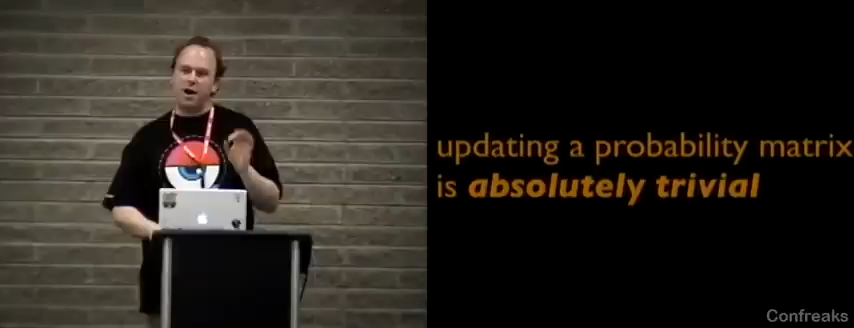 updating a probability matrix
is absolutely trivial
Confreaks